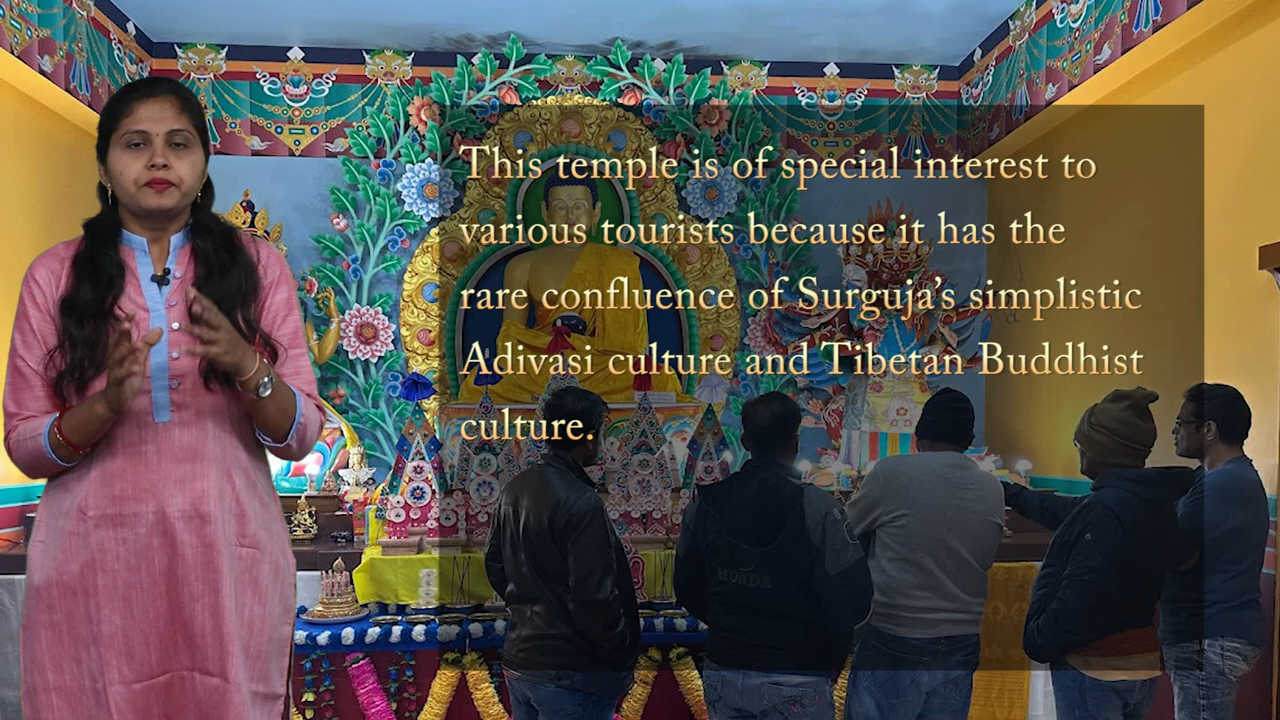 This temple is of special interest to
various tourists because it has the
rare confluence of Surguja's simplistic
Adivasi culture and Tibetan Buddhist
culture.
HONDA